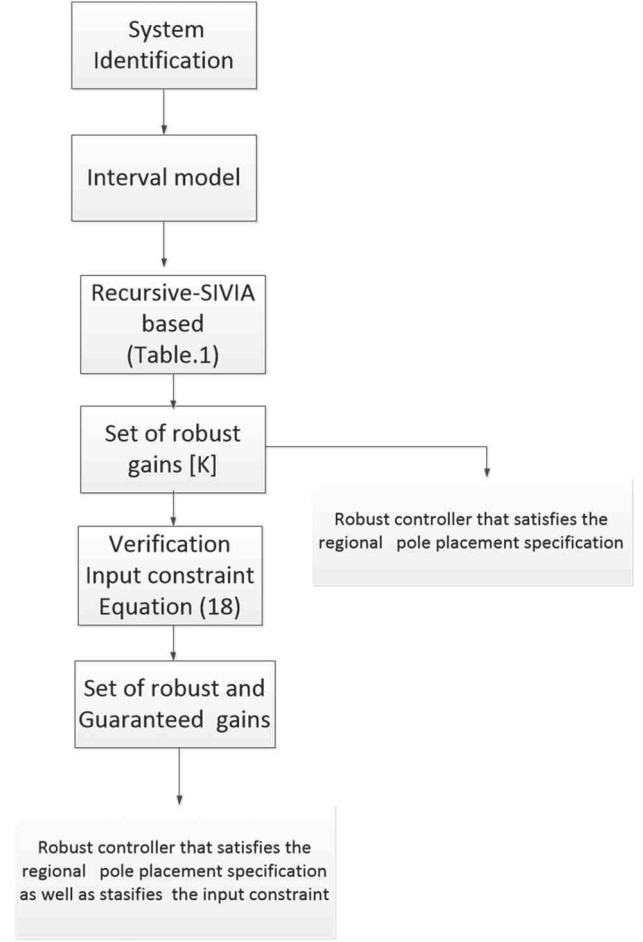 System
Identification
Interval model
Recursive-SIVIA
based
(Table.1)
Set of robust
gains [K]
Robust controller that satisfies the
regional pole placement specification
Verification
Input constraint
Equation (18)
Set of robust and
Guaranteed gains
Robust controller that satisfies the
regional pole placement specification
as well as stasifies the input constraint